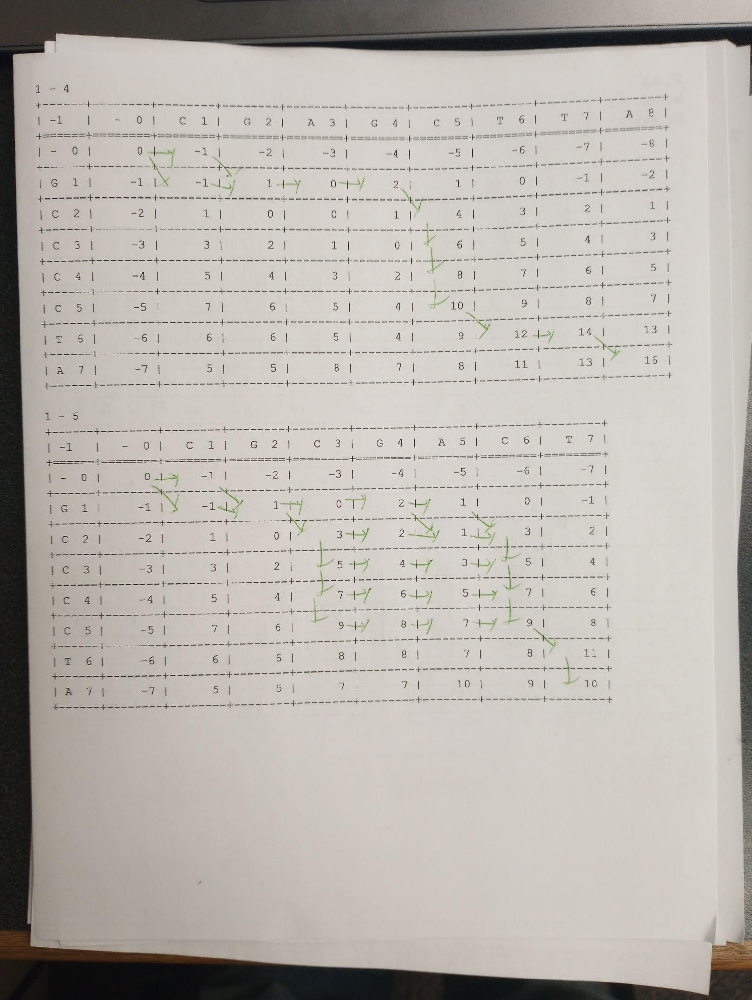 1 - 4
+------+--------+--------+--------+--------+--------+--------+--------+--------+--------+
| -1 | - 0 | C 1 | G 2 | A 3 | G 4 | C 5 | T 6 | T 7 | A 8 |
+======+========+========+========+========+========+========+========+========+========+
| - 0 | 0 | -1 | -2 | -3 | -4 | -5 | -6 | -7 | -8 |
+------+--------+--------+--------+--------+--------+--------+--------+--------+--------+
| G 1 | -1 | -1 | 1 | 0 | 2 | 1 | 0 | -1 | -2 |
+------+--------+--------+--------+--------+--------+--------+--------+--------+--------+
| C 2 | -2 | 1 | 0 | 0 | 1 | 4 | 3 | 2 | 1 |
+------+--------+--------+--------+--------+--------+--------+--------+--------+--------+
| C 3 | -3 | 3 | 2 | 1 | 0 | 6 | 5 | 4 | 3 |
+------+--------+--------+--------+--------+--------+--------+--------+--------+--------+
| C 4 | -4 | 5 | 4 | 3 | 2 | 8 | 7 | 6 | 5 |
+------+--------+--------+--------+--------+--------+--------+--------+--------+--------+
| C 5 | -5 | 7 | 6 | 5 | 4 | 10 | 9 | 8 | 7 |
+------+--------+--------+--------+--------+--------+--------+--------+--------+--------+
| T 6 | -6 | 6 | 6 | 5 | 4 | 9 | 12 | 14 | 13 |
+------+--------+--------+--------+--------+--------+--------+--------+--------+--------+
| A 7 | -7 | 5 | 5 | 8 | 7 | 8 | 11 | 13 | 16 |
+------+--------+--------+--------+--------+--------+--------+--------+--------+--------+
1 - 5
+------+--------+--------+--------+--------+--------+--------+--------+--------+
| -1 | - 0 | C 1 | G 2 | C 3 | G 4 | A 5 | C 6 | T 7 |
+======+========+========+========+========+========+========+========+========+
| - 0 | 0 | -1 | -2 | -3 | -4 | -5 | -6 | -7 |
+------+--------+--------+--------+--------+--------+--------+--------+--------+
| G 1 | -1 | -1 | 1 | 0 | 2 | 1 | 0 | -1 |
+------+--------+--------+--------+--------+--------+--------+--------+--------+
| C 2 | -2 | 1 | 0 | 3 | 2 | 1 | 3 | 2 |
+------+--------+--------+--------+--------+--------+--------+--------+--------+
| C 3 | -3 | 3 | 2 | 5 | 4 | 3 | 5 | 4 |
+------+--------+--------+--------+--------+--------+--------+--------+--------+
| C 4 | -4 | 5 | 4 | 7 | 6 | 5 | 7 | 6 |
+------+--------+--------+--------+--------+--------+--------+--------+--------+
| C 5 | -5 | 7 | 6 | 9 | 8 | 7 | 9 | 8 |
+------+--------+--------+--------+--------+--------+--------+--------+--------+
| T 6 | -6 | 6 | 6 | 8 | 8 | 7 | 8 | 11 |
+------+--------+--------+--------+--------+--------+--------+--------+--------+
| A 7 | -7 | 5 | 5 | 7 | 7 | 10 | 9 | 10 |
+------+--------+--------+--------+--------+--------+--------+--------+--------+